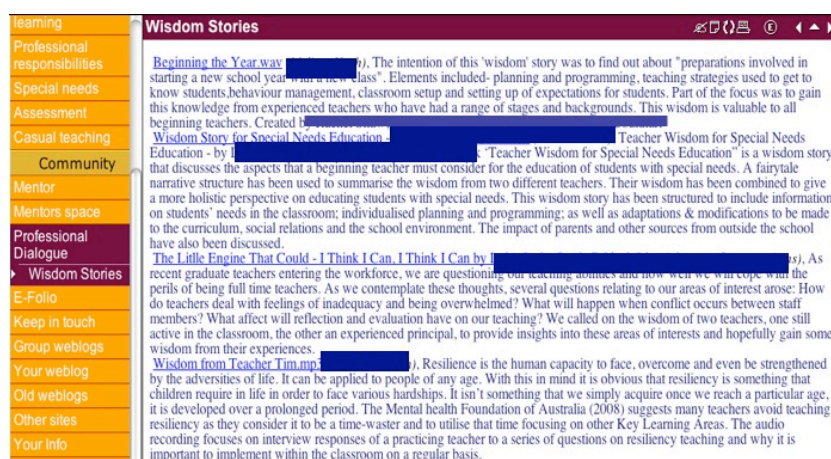 learning
Professional
responsibilities
Special needs
Assessment
Casual teaching
Community
Mentor
Mentors space
Professional
Dialogue
Wisdom Stories
E-Folio
Keep in touch
Group weblogs
Your weblog
Old weblogs
Other sites
Your Info
Wisdom Stories
Beginning the Year.wav h), The intention of this 'wisdom' story was to find out about "preparations involved in
starting a new school year with a new class". Elements included- planning and programming, teaching strategies used to get to
know students,behaviour management, classroom setup and setting up of expectations for students. Part of the focus was to gain
this knowledge from experienced teachers who have had a range of stages and backgrounds. This wisdom is valuable to all
beginning teachers. Created by
Wisdom Story for Special Needs Education - Teacher Wisdom for Special Needs
Education - by "Teacher Wisdom for Special Needs Education" is a wisdom story
that discusses the aspects that a beginning teacher must consider for the education of students with special needs. A fairytale
narrative structure has been used to summarise the wisdom from two different teachers. Their wisdom has been combined to give
a more holistic perspective on educating students with special needs. This wisdom story has been structured to include information
on students' needs in the classroom; individualised planning and programming; as well as adaptations & modifications to be made
to the curriculum, social relations and the school environment. The impact of parents and other sources from outside the school
have also been discussed.
The Litlle Engine That Could - I Think I Can, I Think I Can by s), As
recent graduate teachers entering the workforce, we are questioning our teaching abilities and how well we will cope with the
perils of being full time teachers. As we contemplate these thoughts, several questions relating to our areas of interest arose: How
do teachers deal with feelings of inadequacy and being overwhelmed? What will happen when conflict occurs between staff
members? What affect will reflection and evaluation have on our teaching? We called on the wisdom of two teachers, one still
active in the classroom, the other an experienced principal, to provide insights into these areas of interests and hopefully gain some
wisdom from their experiences.
Wisdom from Teacher Tim.mp3 ), Resilience is the human capacity to face, overcome and even be strengthened
by the adversities of life. It can be applied to people of any age. With this in mind it is obvious that resiliency is something that
children require in life in order to face various hardships. It isn't something that we simply acquire once we reach a particular age,
it is developed over a prolonged period. The Mental health Foundation of Australia (2008) suggests many teachers avoid teaching
resiliency as they consider it to be a time-waster and to utilise that time focusing on other Key Learning Areas. The audio
recording focuses on interview responses of a practicing teacher to a series of questions on resiliency teaching and why it is
important to implement within the classroom on a regular basis.